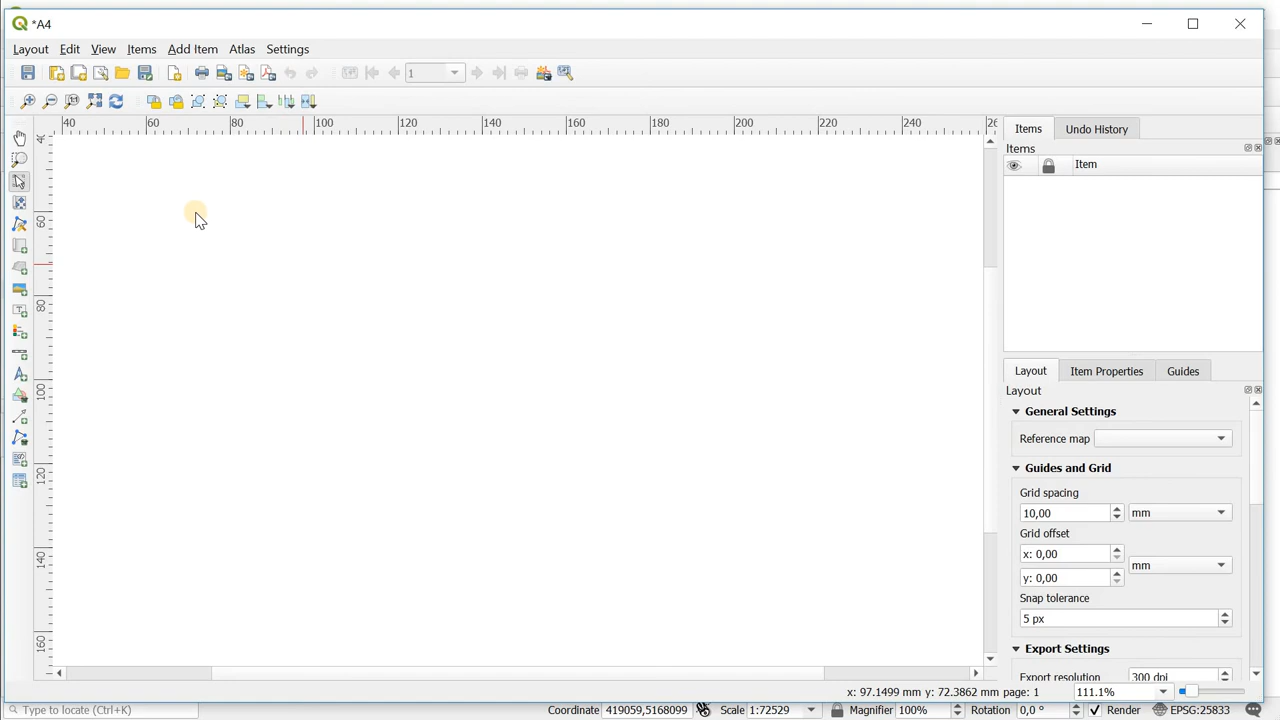 *A4
Layout Edit View Items Add Item Atlas Settings
1
40 60 80 100 120 140 160 180 200 220 240 26
Items Undo History
Items
Item
60
80
100
120
140
160
Layout Item Properties Guides
Layout
General Settings
Reference map
Guides and Grid
Grid spacing
10,00 mm
Grid offset
x: 0,00
mm
y: 0,00
Snap tolerance
5 px
Export Settings
Export resolution 300 dpi
x: 97.1499 mm y: 72.3862 mm page: 1 111.1%
Type to locate (Ctrl+K) Coordinate 419059,5168099 Scale 1:72529 Magnifier 100% Rotation 0,0 ° Render EPSG:25833